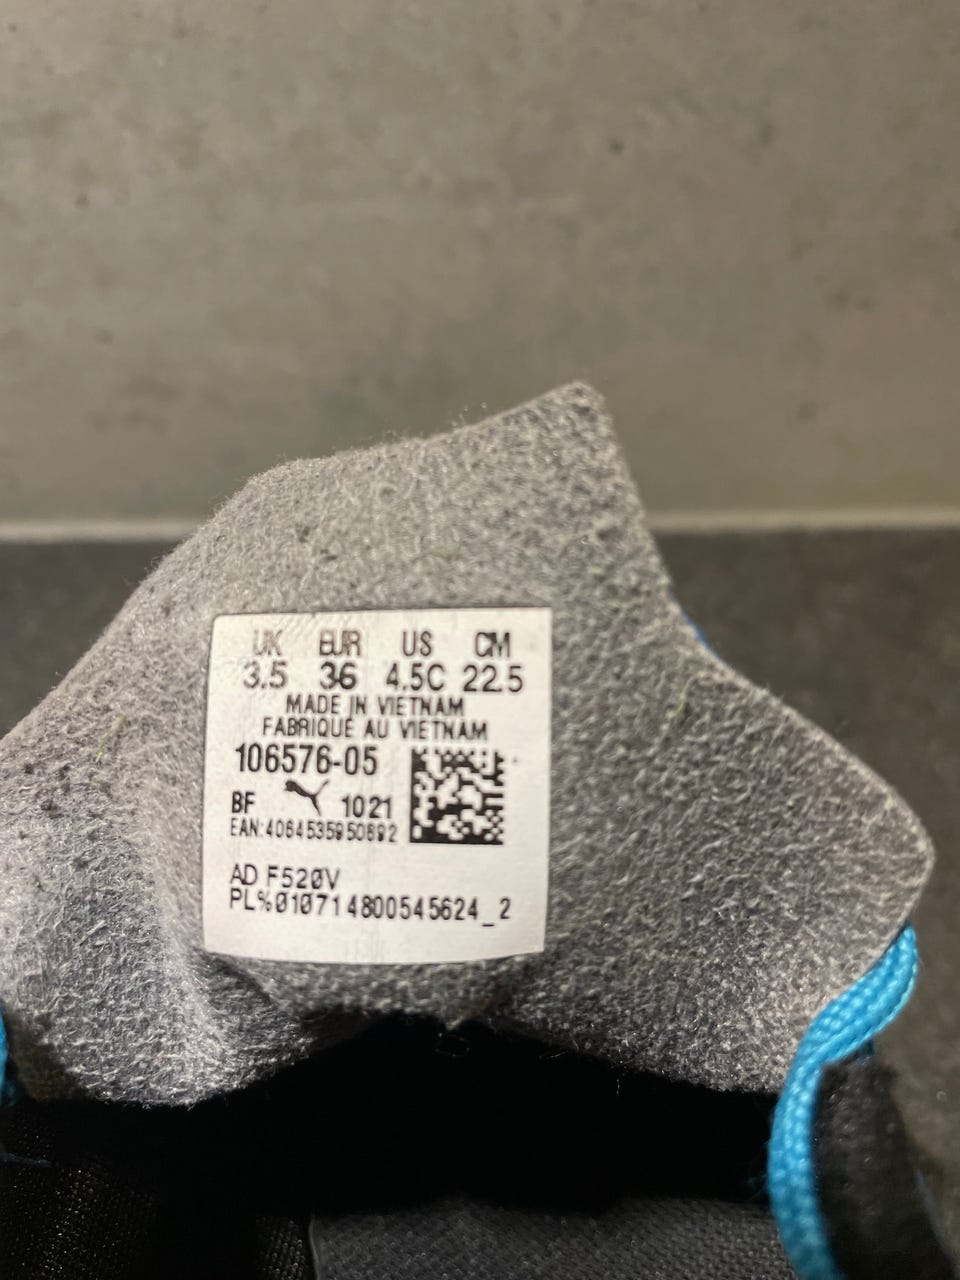 UK EUR US CM
3.5 36 4.5C 22.5
MADE IN VIETNAM
FABRIQUE AU VIETNAM
106576-05
BF 1021
EAN:4064535950892
AD F520V
PL%010714800545624_2